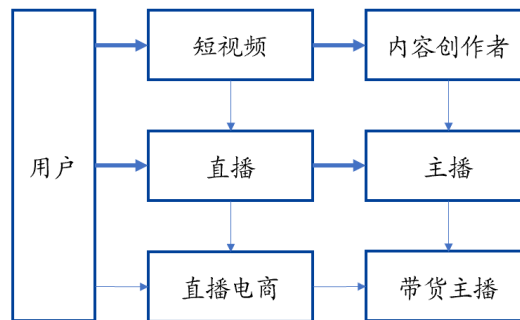 短视频
内容创作者
用户
直播
主播
直播电商
带货主播